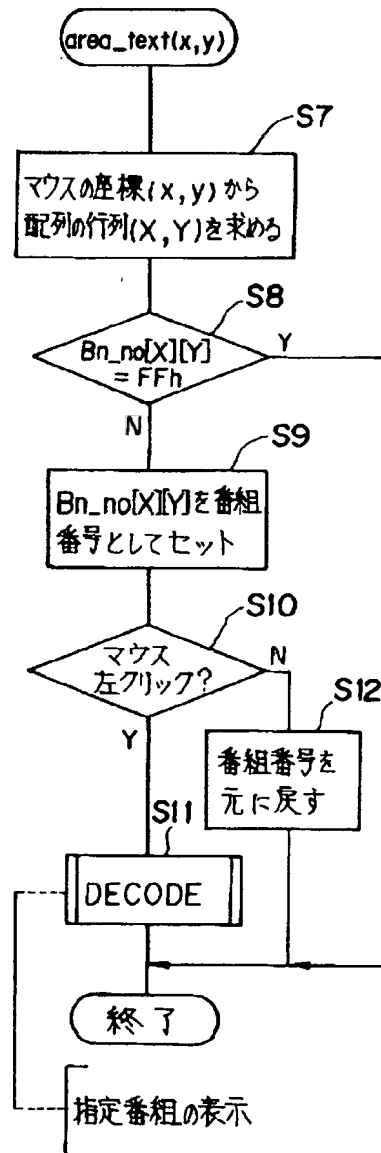 area_text(x,y)
S7
マウスの座標(x,y)から
配列の行列(X,Y)を求める
S8
Bn_no[X][Y]
= FFh
Y
N
S9
Bn_no[X][Y]を番組
番号としてセット
S10
マウス
左クリック?
N
Y
S12
番組番号を
元に戻す
S11
DECODE
終了
指定番組の表示